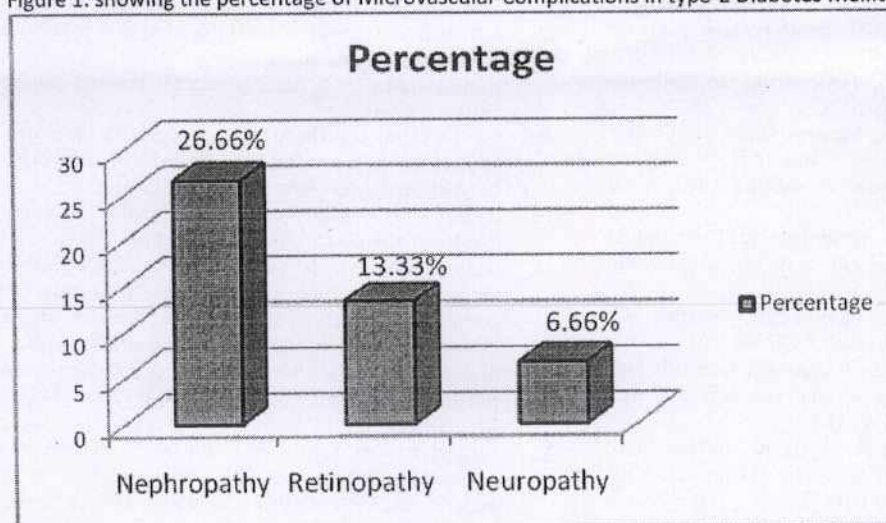 Figure 1: showing the percentage of Microvascular Complications in type-2 Diabetes
Percentage
26.66%
13.33%
6.66%
30
25
20
15
10
5
0
Percentage
Nephropathy Retinopathy Neuropathy